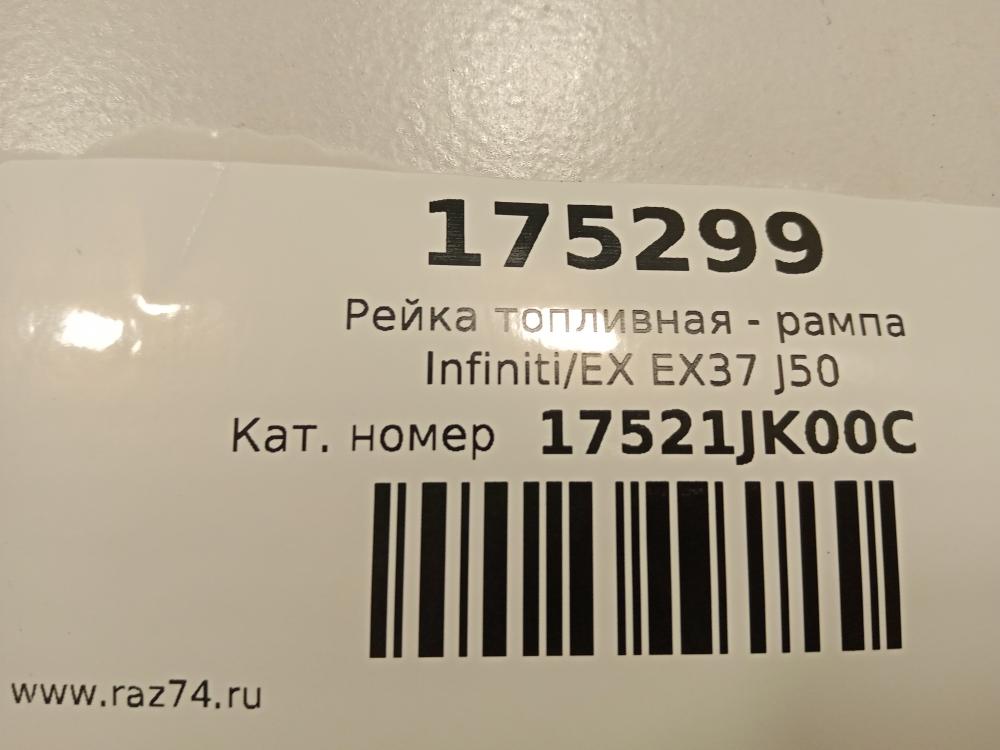 175299
Рейка топливная - рампа
Infiniti/EX EX37 J50
Кат. номер 17521JK00C
www.raz74.ru